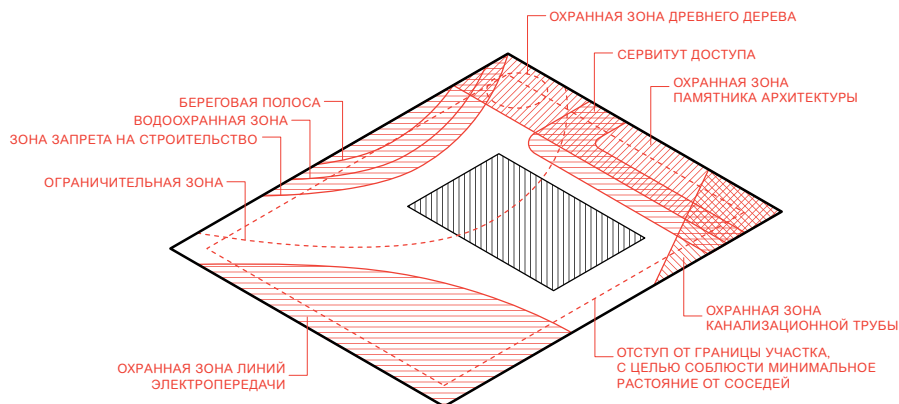 ОХРАННАЯ ЗОНА ДРЕВНЕГО ДЕРЕВА
СЕРВИТУТ ДОСТУПА
ОХРАННАЯ ЗОНА
ПАМЯТНИКА АРХИТЕКТУРЫ
БЕРЕГОВАЯ ПОЛОСА
ВОДООХРАННАЯ ЗОНА
ЗОНА ЗАПРЕТА НА СТРОИТЕЛЬСТВО
ОГРАНИЧИТЕЛЬНАЯ ЗОНА
ОХРАННАЯ ЗОНА
КАНАЛИЗАЦИОННОЙ ТРУБЫ
ОТСТУП ОТ ГРАНИЦЫ УЧАСТКА,
С ЦЕЛЬЮ СОБЛЮСТИ МИНИМАЛЬНОЕ
РАСТОЯНИЕ ОТ СОСЕДЕЙ
ОХРАННАЯ ЗОНА ЛИНИЙ
ЭЛЕКТРОПЕРЕДАЧИ